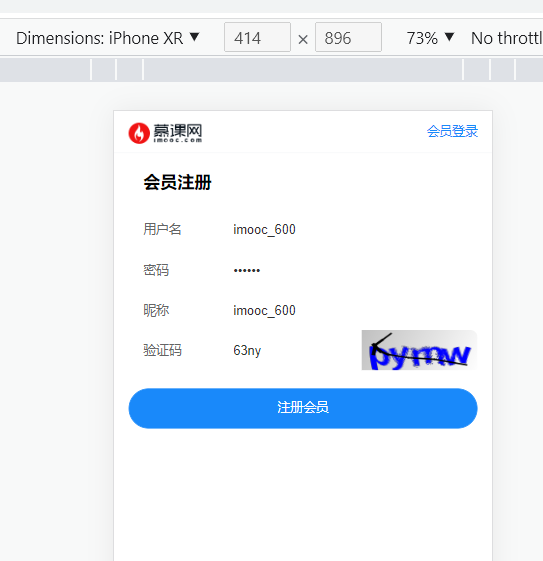 Dimensions: iPhone XR ▼ 414 × 896 73% ▼ No throttl
慕课网 会员登录
imooc.com
会员注册
用户名 imooc_600
密码 ••••••
昵称 imooc_600
验证码 63ny pymw
注册会员